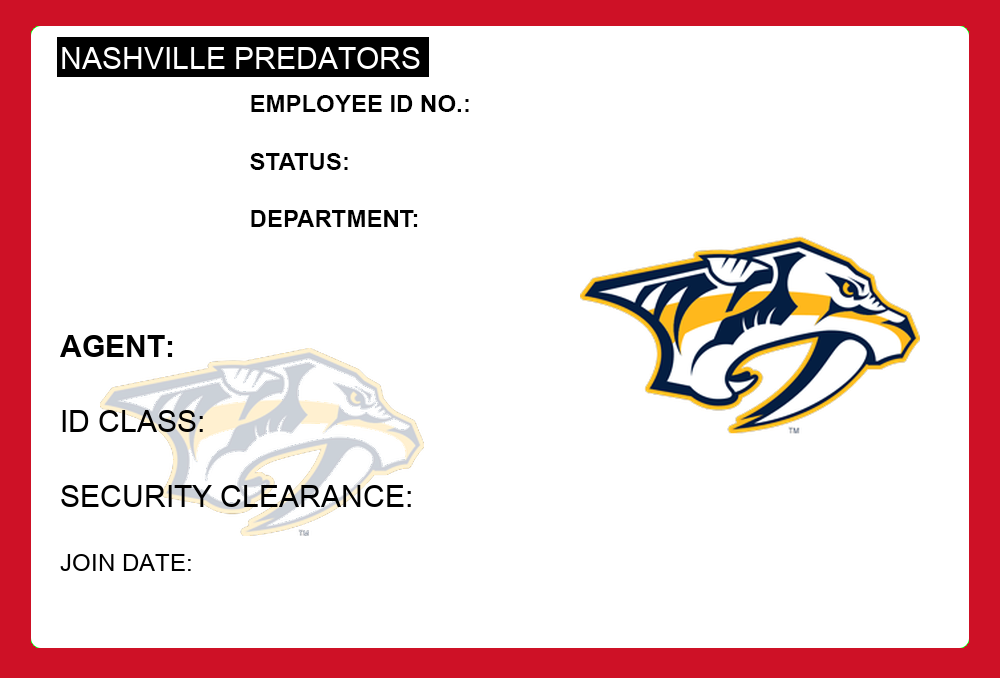 NASHVILLE PREDATORS
EMPLOYEE ID NO.:
STATUS:
DEPARTMENT:
TM
AGENT:
ID CLASS:
SECURITY CLEARANCE:
TM
JOIN DATE: